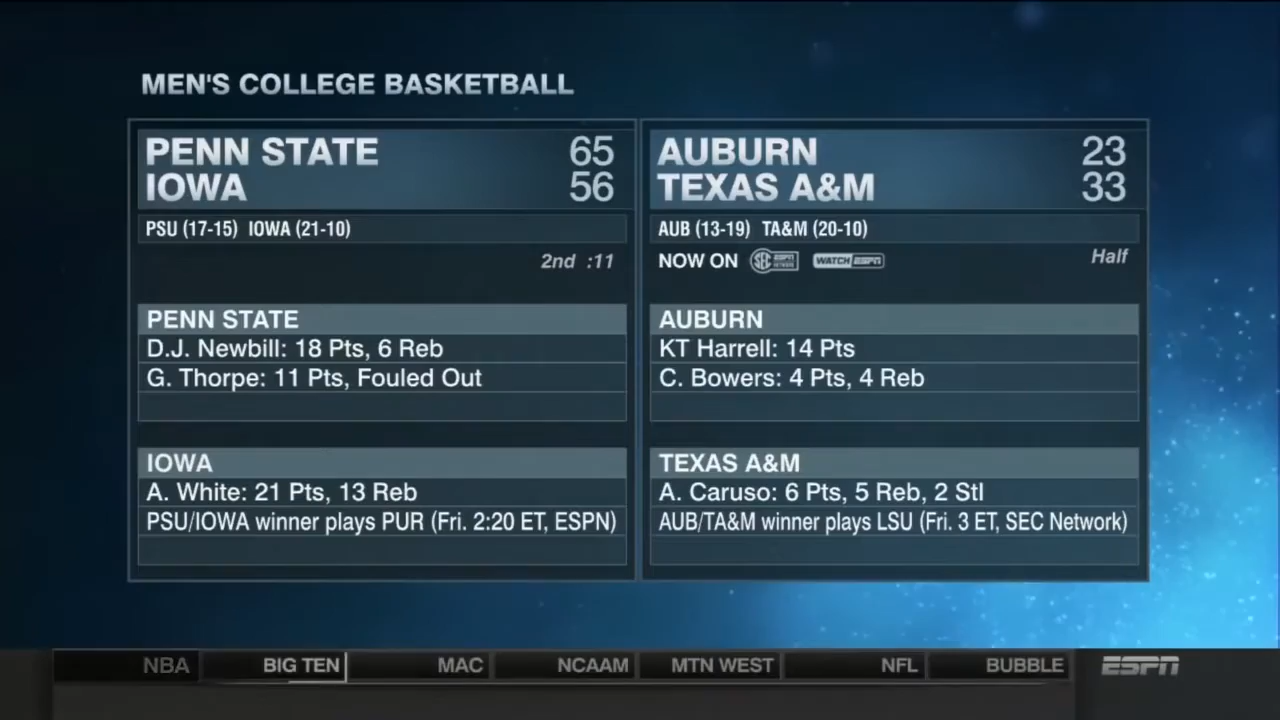 MEN'S COLLEGE BASKETBALL
PENN STATE 65
IOWA 56
PSU (17-15) IOWA (21-10)
2nd :11
PENN STATE
D.J. Newbill: 18 Pts, 6 Reb
G. Thorpe: 11 Pts, Fouled Out
IOWA
A. White: 21 Pts, 13 Reb
PSU/IOWA winner plays PUR (Fri. 2:20 ET, ESPN)
AUBURN 23
TEXAS A&M 33
AUB (13-19) TA&M (20-10)
NOW ON SEC ESPN NETWORK WATCH ESPN Half
AUBURN
KT Harrell: 14 Pts
C. Bowers: 4 Pts, 4 Reb
TEXAS A&M
A. Caruso: 6 Pts, 5 Reb, 2 Stl
AUB/TA&M winner plays LSU (Fri. 3 ET, SEC Network)
NBA BIG TEN MAC NCAAM MTN WEST NFL BUBBLE ESPN